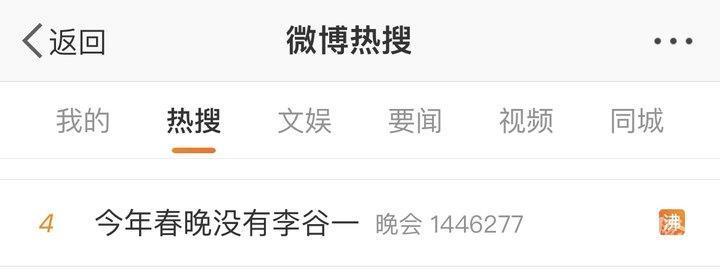 返回 微博热搜
我的 热搜 文娱 要闻 视频 同城
4 今年春晚没有李谷一 晚会 1446277 沸